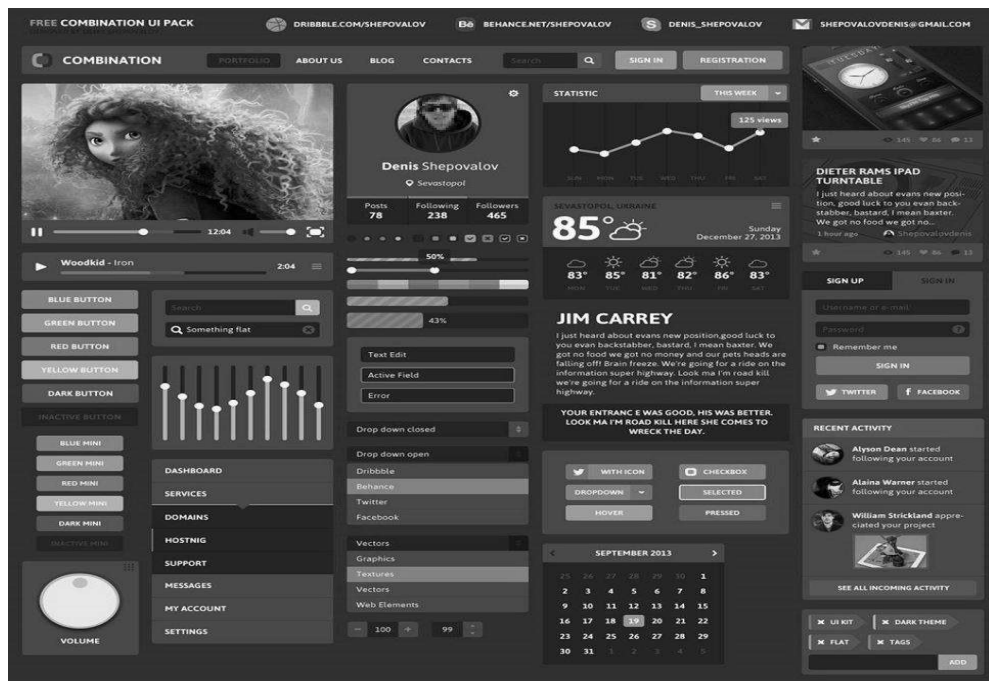 FREE COMBINATION UI PACK
DRIBBBLE.COM/SHEPOVALOV
Bē BEHANCE.NET/SHEPOVALOV
DENIS_SHEPOVALOV
SHEPOVALOVDENIS@GMAIL.COM
COMBINATION
PORTFOLIO ABOUT US BLOG CONTACTS Search SIGN IN REGISTRATION
12:04
Woodkid - Iron 2:04
BLUE BUTTON
GREEN BUTTON
RED BUTTON
YELLOW BUTTON
DARK BUTTON
INACTIVE BUTTON
BLUE MINI
GREEN MINI
RED MINI
YELLOW MINI
DARK MINI
INACTIVE MINI
VOLUME
Search
Something flat
DASHBOARD
SERVICES
DOMAINS
HOSTNIG
SUPPORT
MESSAGES
MY ACCOUNT
SETTINGS
Denis Shepovalov
Sevastopol
Posts Following Followers
78 238 465
50%
43%
Text Edit
Active Field
Error
Drop down closed
Drop down open
Dribbble
Behance
Twitter
Facebook
Vectors
Graphics
Textures
Vectors
Web Elements
100 99
STATISTIC THIS WEEK
125 views
SUN MON TUE WED THU FRI SAT
SEVASTOPOL, UKRAINE
85°
Sunday
December 27, 2013
83° 85° 81° 82° 86° 83°
MON TUE WED THU FRI SAT
JIM CARREY
I just heard about evans new position,good luck to
you evan backstabber, bastard, I mean baxter. We
got no food we got no money and our pets heads are
falling off! Brain freeze. We're going for a ride on the
information super highway. Look ma I'm road kill
we're going for a ride on the information super
highway.
YOUR ENTRANC E WAS GOOD, HIS WAS BETTER.
LOOK MA I'M ROAD KILL HERE SHE COMES TO
WRECK THE DAY.
WITH ICON CHECKBOX
DROPDOWN SELECTED
HOVER PRESSED
SEPTEMBER 2013
25 26 27 28 29 30 1
2 3 4 5 6 7 8
9 10 11 12 13 14 15
16 17 18 19 20 21 22
23 24 25 26 27 28 29
30 31 1 2 3 4 5
TUESDAY
145 86 13
DIETER RAMS IPAD
TURNTABLE
I just heard about evans new posi-
tion, good luck to you evan back-
stabber, bastard, I mean baxter.
We got no food we got no...
1 hour ago Shepovalovdenis
145 86 13
SIGN UP SIGN IN
Username or e-mail
Password
Remember me
SIGN IN
TWITTER FACEBOOK
RECENT ACTIVITY
Alyson Dean started
following your account
Alaina Warner started
following your account
William Strickland appre-
ciated your project
SEE ALL INCOMING ACTIVITY
UI KIT DARK THEME
FLAT TAGS
ADD